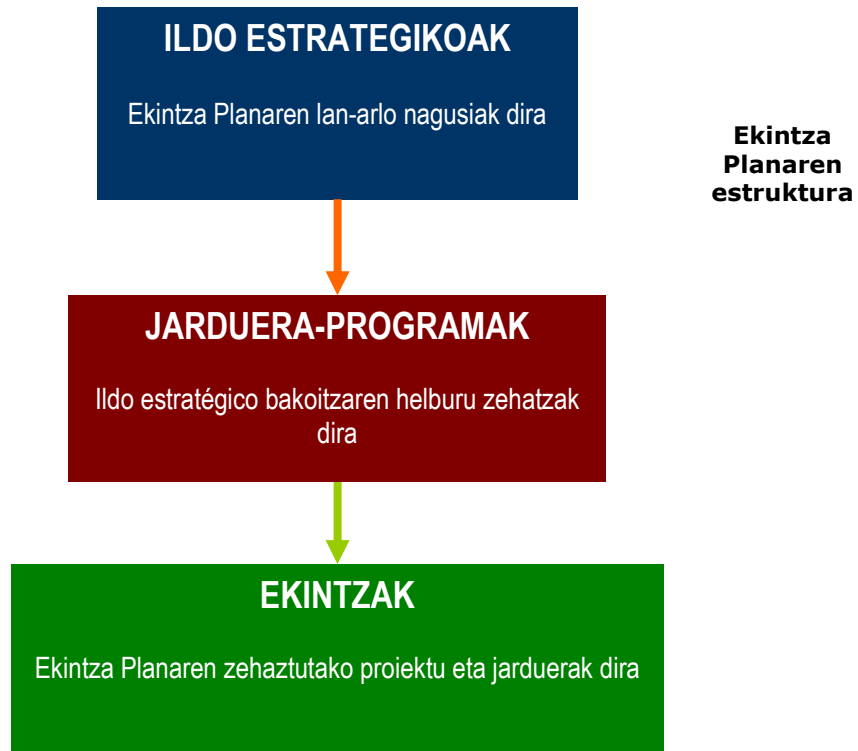 ILDO ESTRATEGIKOAK
Ekintza Planaren lan-arlo nagusiak dira
Ekintza
Planaren
estruktura
JARDUERA-PROGRAMAK
Ildo estratégico bakoitzaren helburu zehatzak
dira
EKINTZAK
Ekintza Planaren zehaztutako proiektu eta jarduerak dira